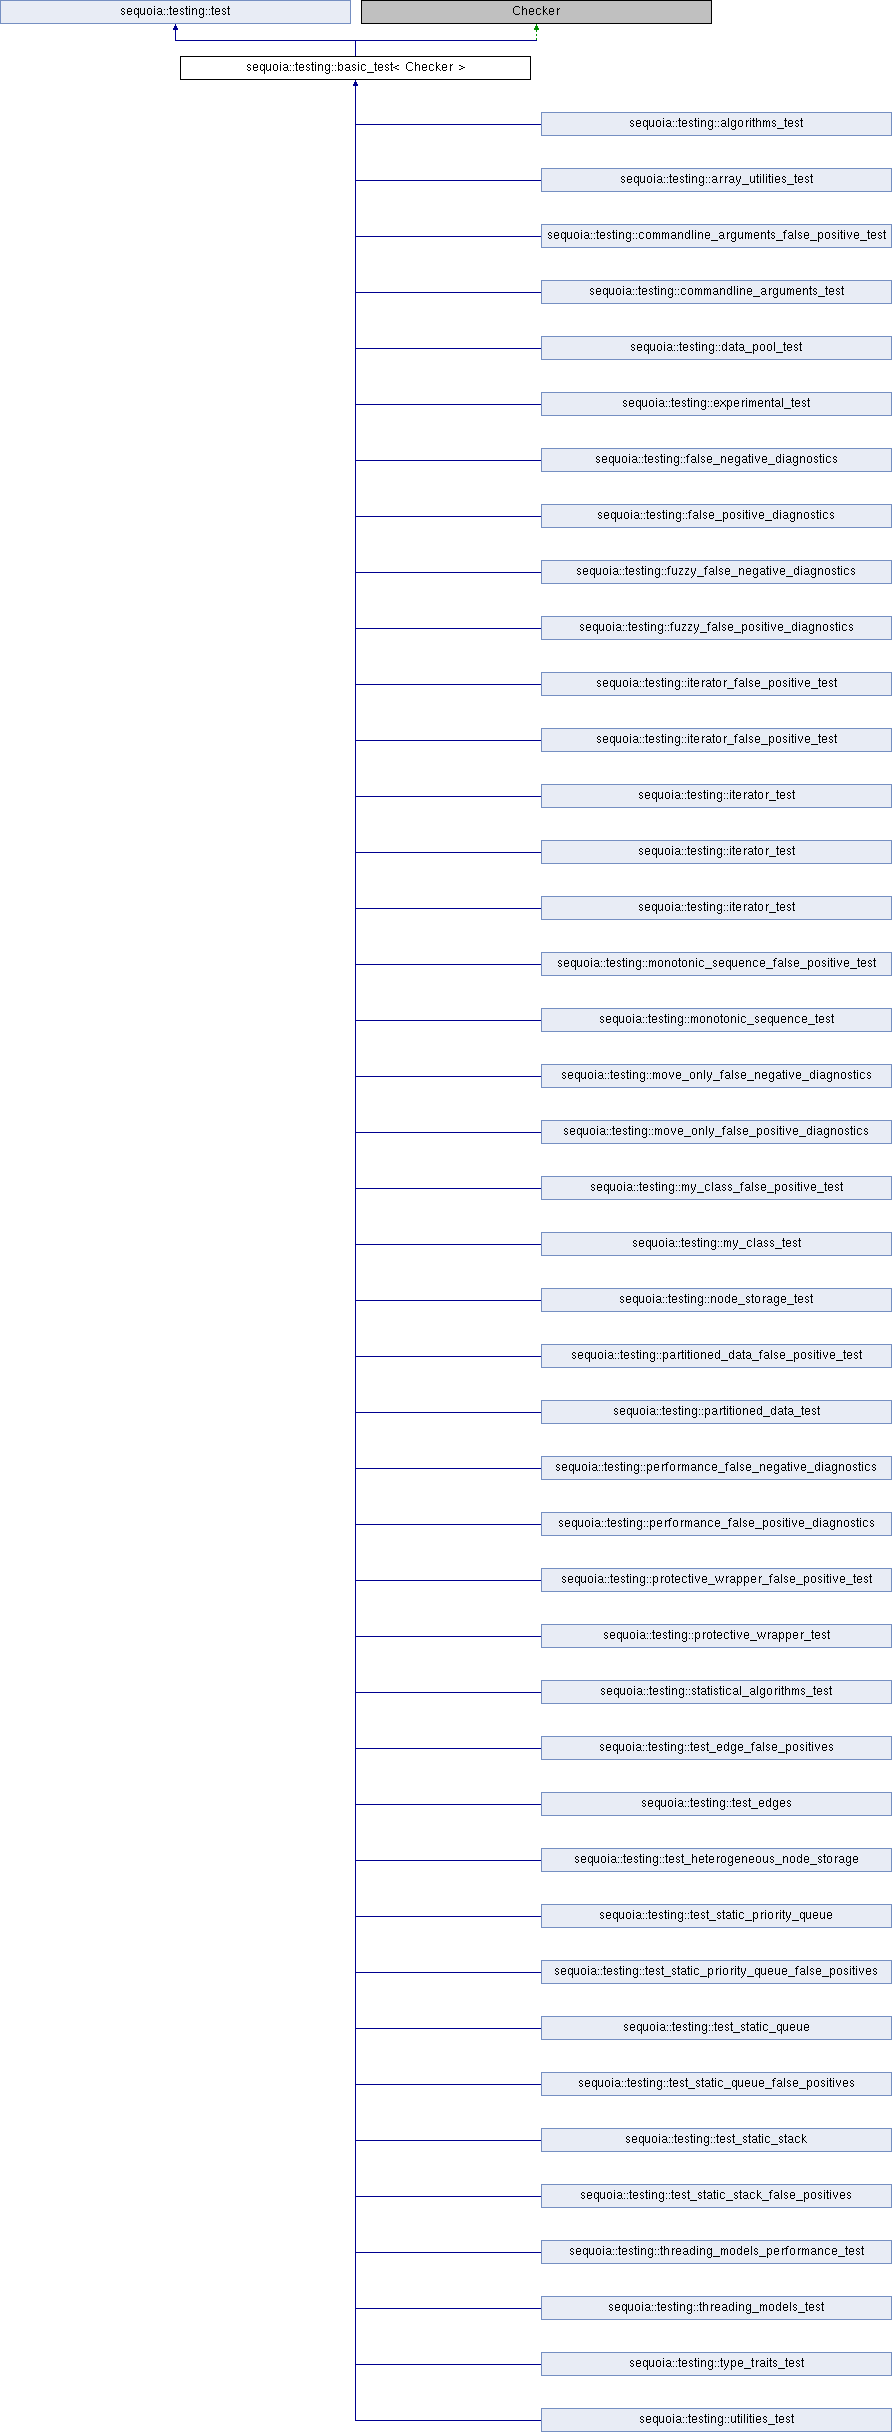 sequoia::testing::test
Checker
sequoia::testing::basic_test< Checker >
sequoia::testing::algorithms_test
sequoia::testing::array_utilities_test
sequoia::testing::commandline_arguments_false_positive_test
sequoia::testing::commandline_arguments_test
sequoia::testing::data_pool_test
sequoia::testing::experimental_test
sequoia::testing::false_negative_diagnostics
sequoia::testing::false_positive_diagnostics
sequoia::testing::fuzzy_false_negative_diagnostics
sequoia::testing::fuzzy_false_positive_diagnostics
sequoia::testing::iterator_false_positive_test
sequoia::testing::iterator_false_positive_test
sequoia::testing::iterator_test
sequoia::testing::iterator_test
sequoia::testing::iterator_test
sequoia::testing::monotonic_sequence_false_positive_test
sequoia::testing::monotonic_sequence_test
sequoia::testing::move_only_false_negative_diagnostics
sequoia::testing::move_only_false_positive_diagnostics
sequoia::testing::my_class_false_positive_test
sequoia::testing::my_class_test
sequoia::testing::node_storage_test
sequoia::testing::partitioned_data_false_positive_test
sequoia::testing::partitioned_data_test
sequoia::testing::performance_false_negative_diagnostics
sequoia::testing::performance_false_positive_diagnostics
sequoia::testing::protective_wrapper_false_positive_test
sequoia::testing::protective_wrapper_test
sequoia::testing::statistical_algorithms_test
sequoia::testing::test_edge_false_positives
sequoia::testing::test_edges
sequoia::testing::test_heterogeneous_node_storage
sequoia::testing::test_static_priority_queue
sequoia::testing::test_static_priority_queue_false_positives
sequoia::testing::test_static_queue
sequoia::testing::test_static_queue_false_positives
sequoia::testing::test_static_stack
sequoia::testing::test_static_stack_false_positives
sequoia::testing::threading_models_performance_test
sequoia::testing::threading_models_test
sequoia::testing::type_traits_test
sequoia::testing::utilities_test